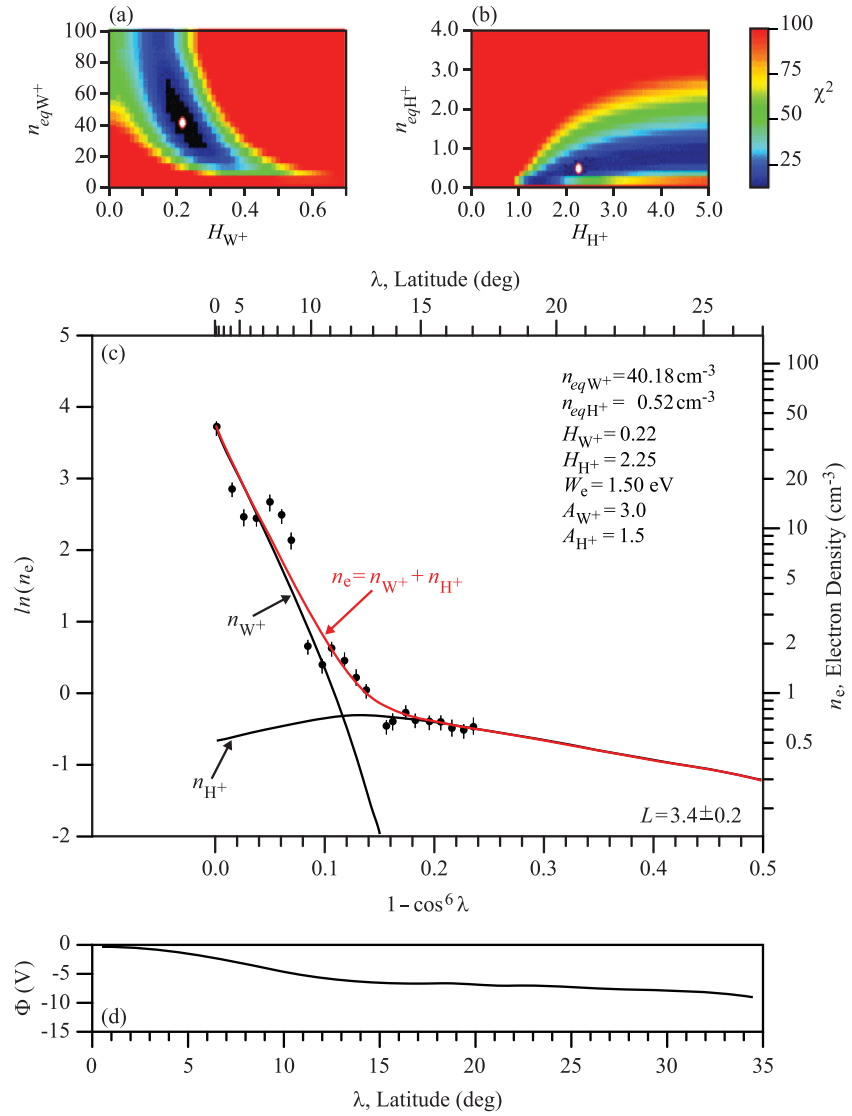 (a)
(b)
n_eqW+
100
80
60
40
20
0
0.0 0.2 0.4 0.6
H_W+
n_eqH+
4.0
3.0
2.0
1.0
0.0
0.0 1.0 2.0 3.0 4.0 5.0
H_H+
100
75
50
25
χ²
λ, Latitude (deg)
0 5 10 15 20 25
(c)
ln(n_e)
5
4
3
2
1
0
-1
-2
n_eqW+ = 40.18 cm⁻³
n_eqH+ = 0.52 cm⁻³
H_W+ = 0.22
H_H+ = 2.25
W_e = 1.50 eV
A_W+ = 3.0
A_H+ = 1.5
n_e = n_W+ + n_H+
n_W+
n_H+
L = 3.4 ± 0.2
100
50
20
10
5
2
1
0.5
n_e, Electron Density (cm⁻³)
0.0 0.1 0.2 0.3 0.4 0.5
1 – cos⁶ λ
Φ (V)
0
-5
-10
-15
(d)
0 5 10 15 20 25 30 35
λ, Latitude (deg)